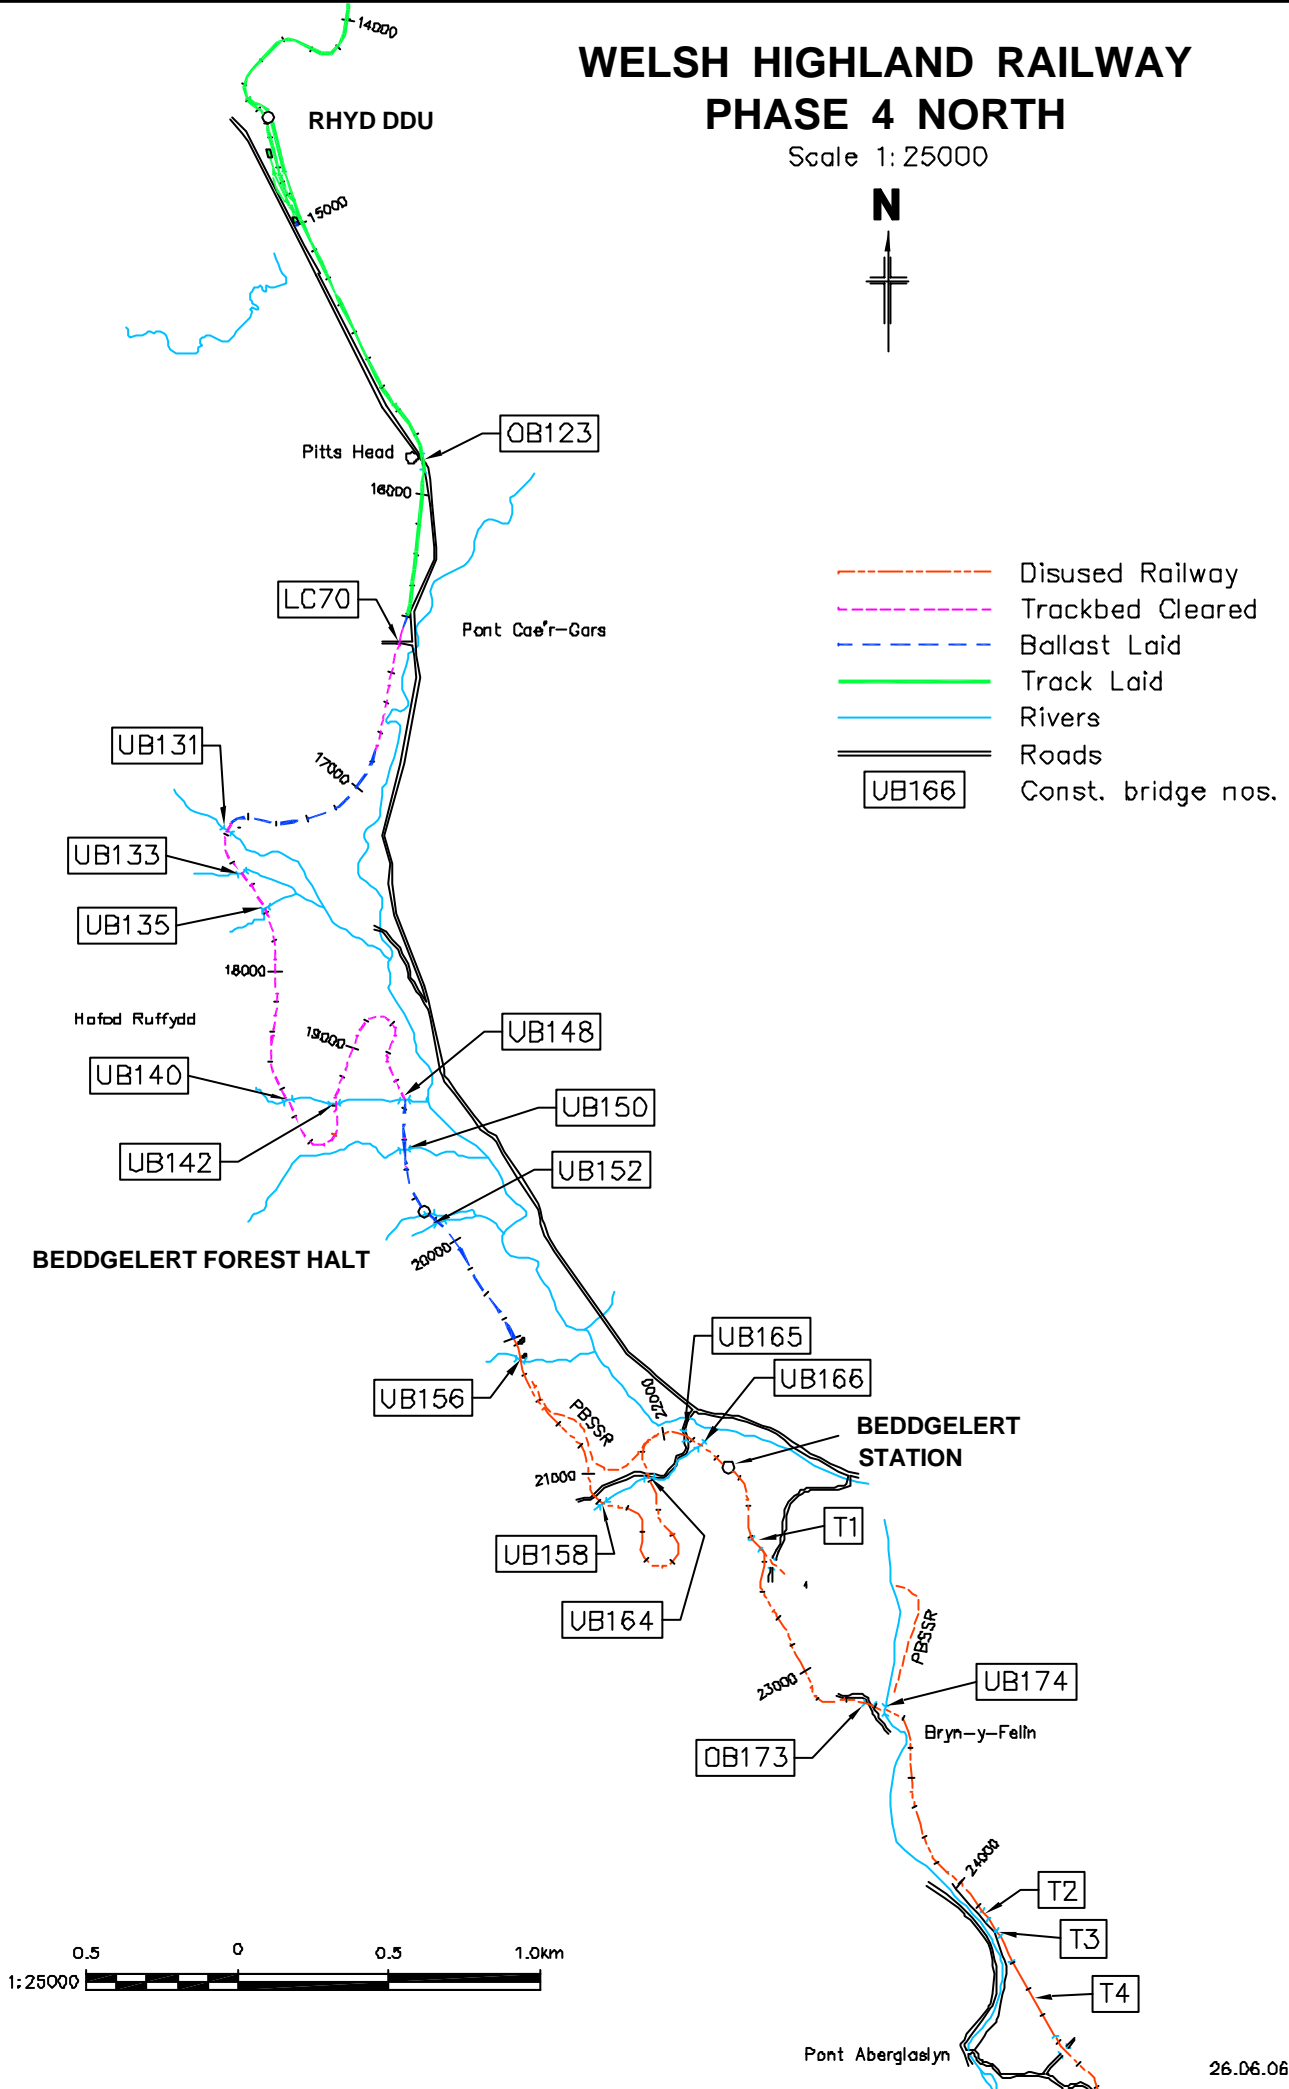 WELSH HIGHLAND RAILWAY
PHASE 4 NORTH
Scale 1:25000
N
14000
RHYD DDU
15000
OB123
Pitts Head
16000
LC70
Pont Cae'r-Gors
Disused Railway
Trackbed Cleared
Ballast Laid
Track Laid
Rivers
Roads
UB166 Const. bridge nos.
UB131
17000
UB133
UB135
18000
Hafod Ruffydd
19000
UB148
UB140
UB150
UB142
UB152
BEDDGELERT FOREST HALT
20000
UB165
UB166
22000
UB156
PBSSR
BEDDGELERT
STATION
21000
T1
UB158
UB164
PBSSR
23000
UB174
Bryn-y-Felin
OB173
24000
T2
T3
T4
0.5 0 0.5 1.0km
1:25000
Pont Aberglaslyn
26.06.06